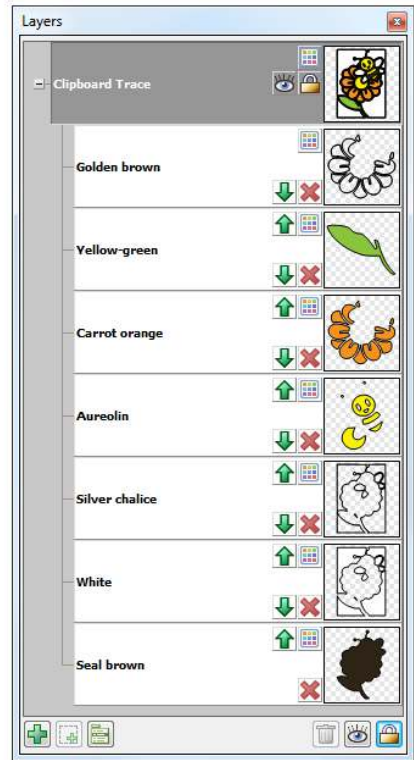 Layers
Clipboard Trace
Golden brown
Yellow-green
Carrot orange
Aureolin
Silver chalice
White
Seal brown